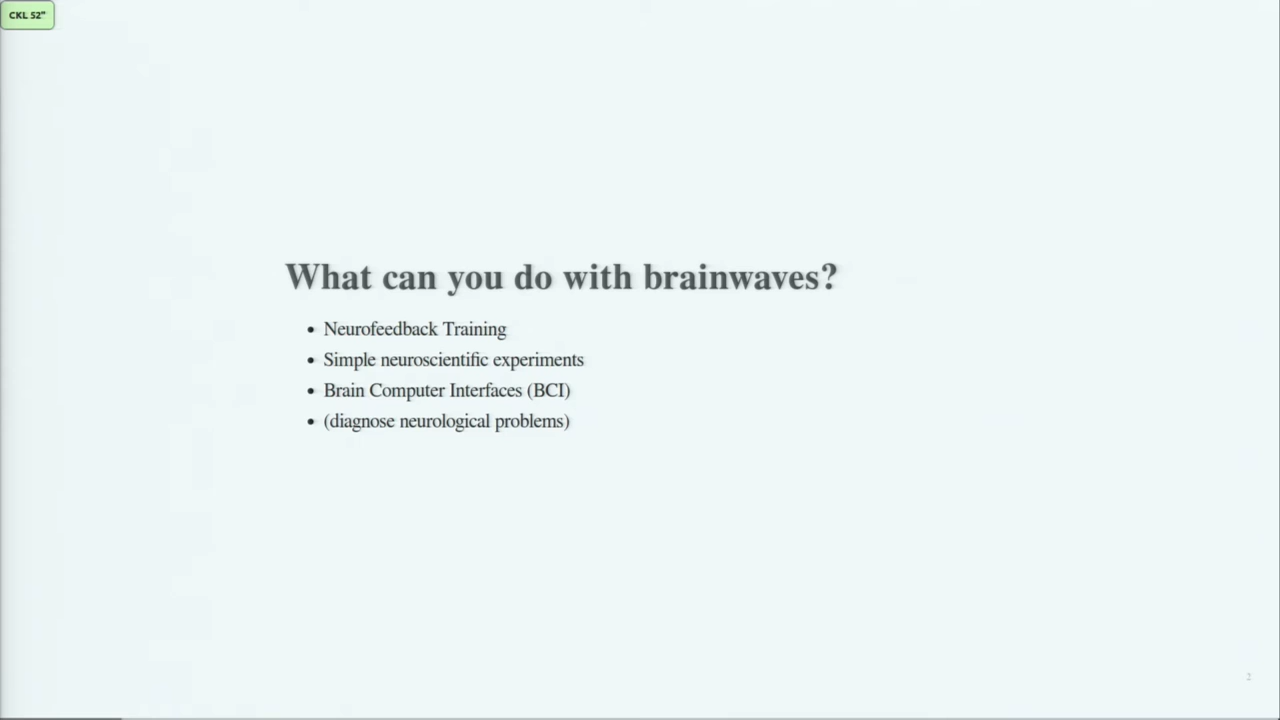 CKL 52"
What can you do with brainwaves?
• Neurofeedback Training
• Simple neuroscientific experiments
• Brain Computer Interfaces (BCI)
• (diagnose neurological problems)
2